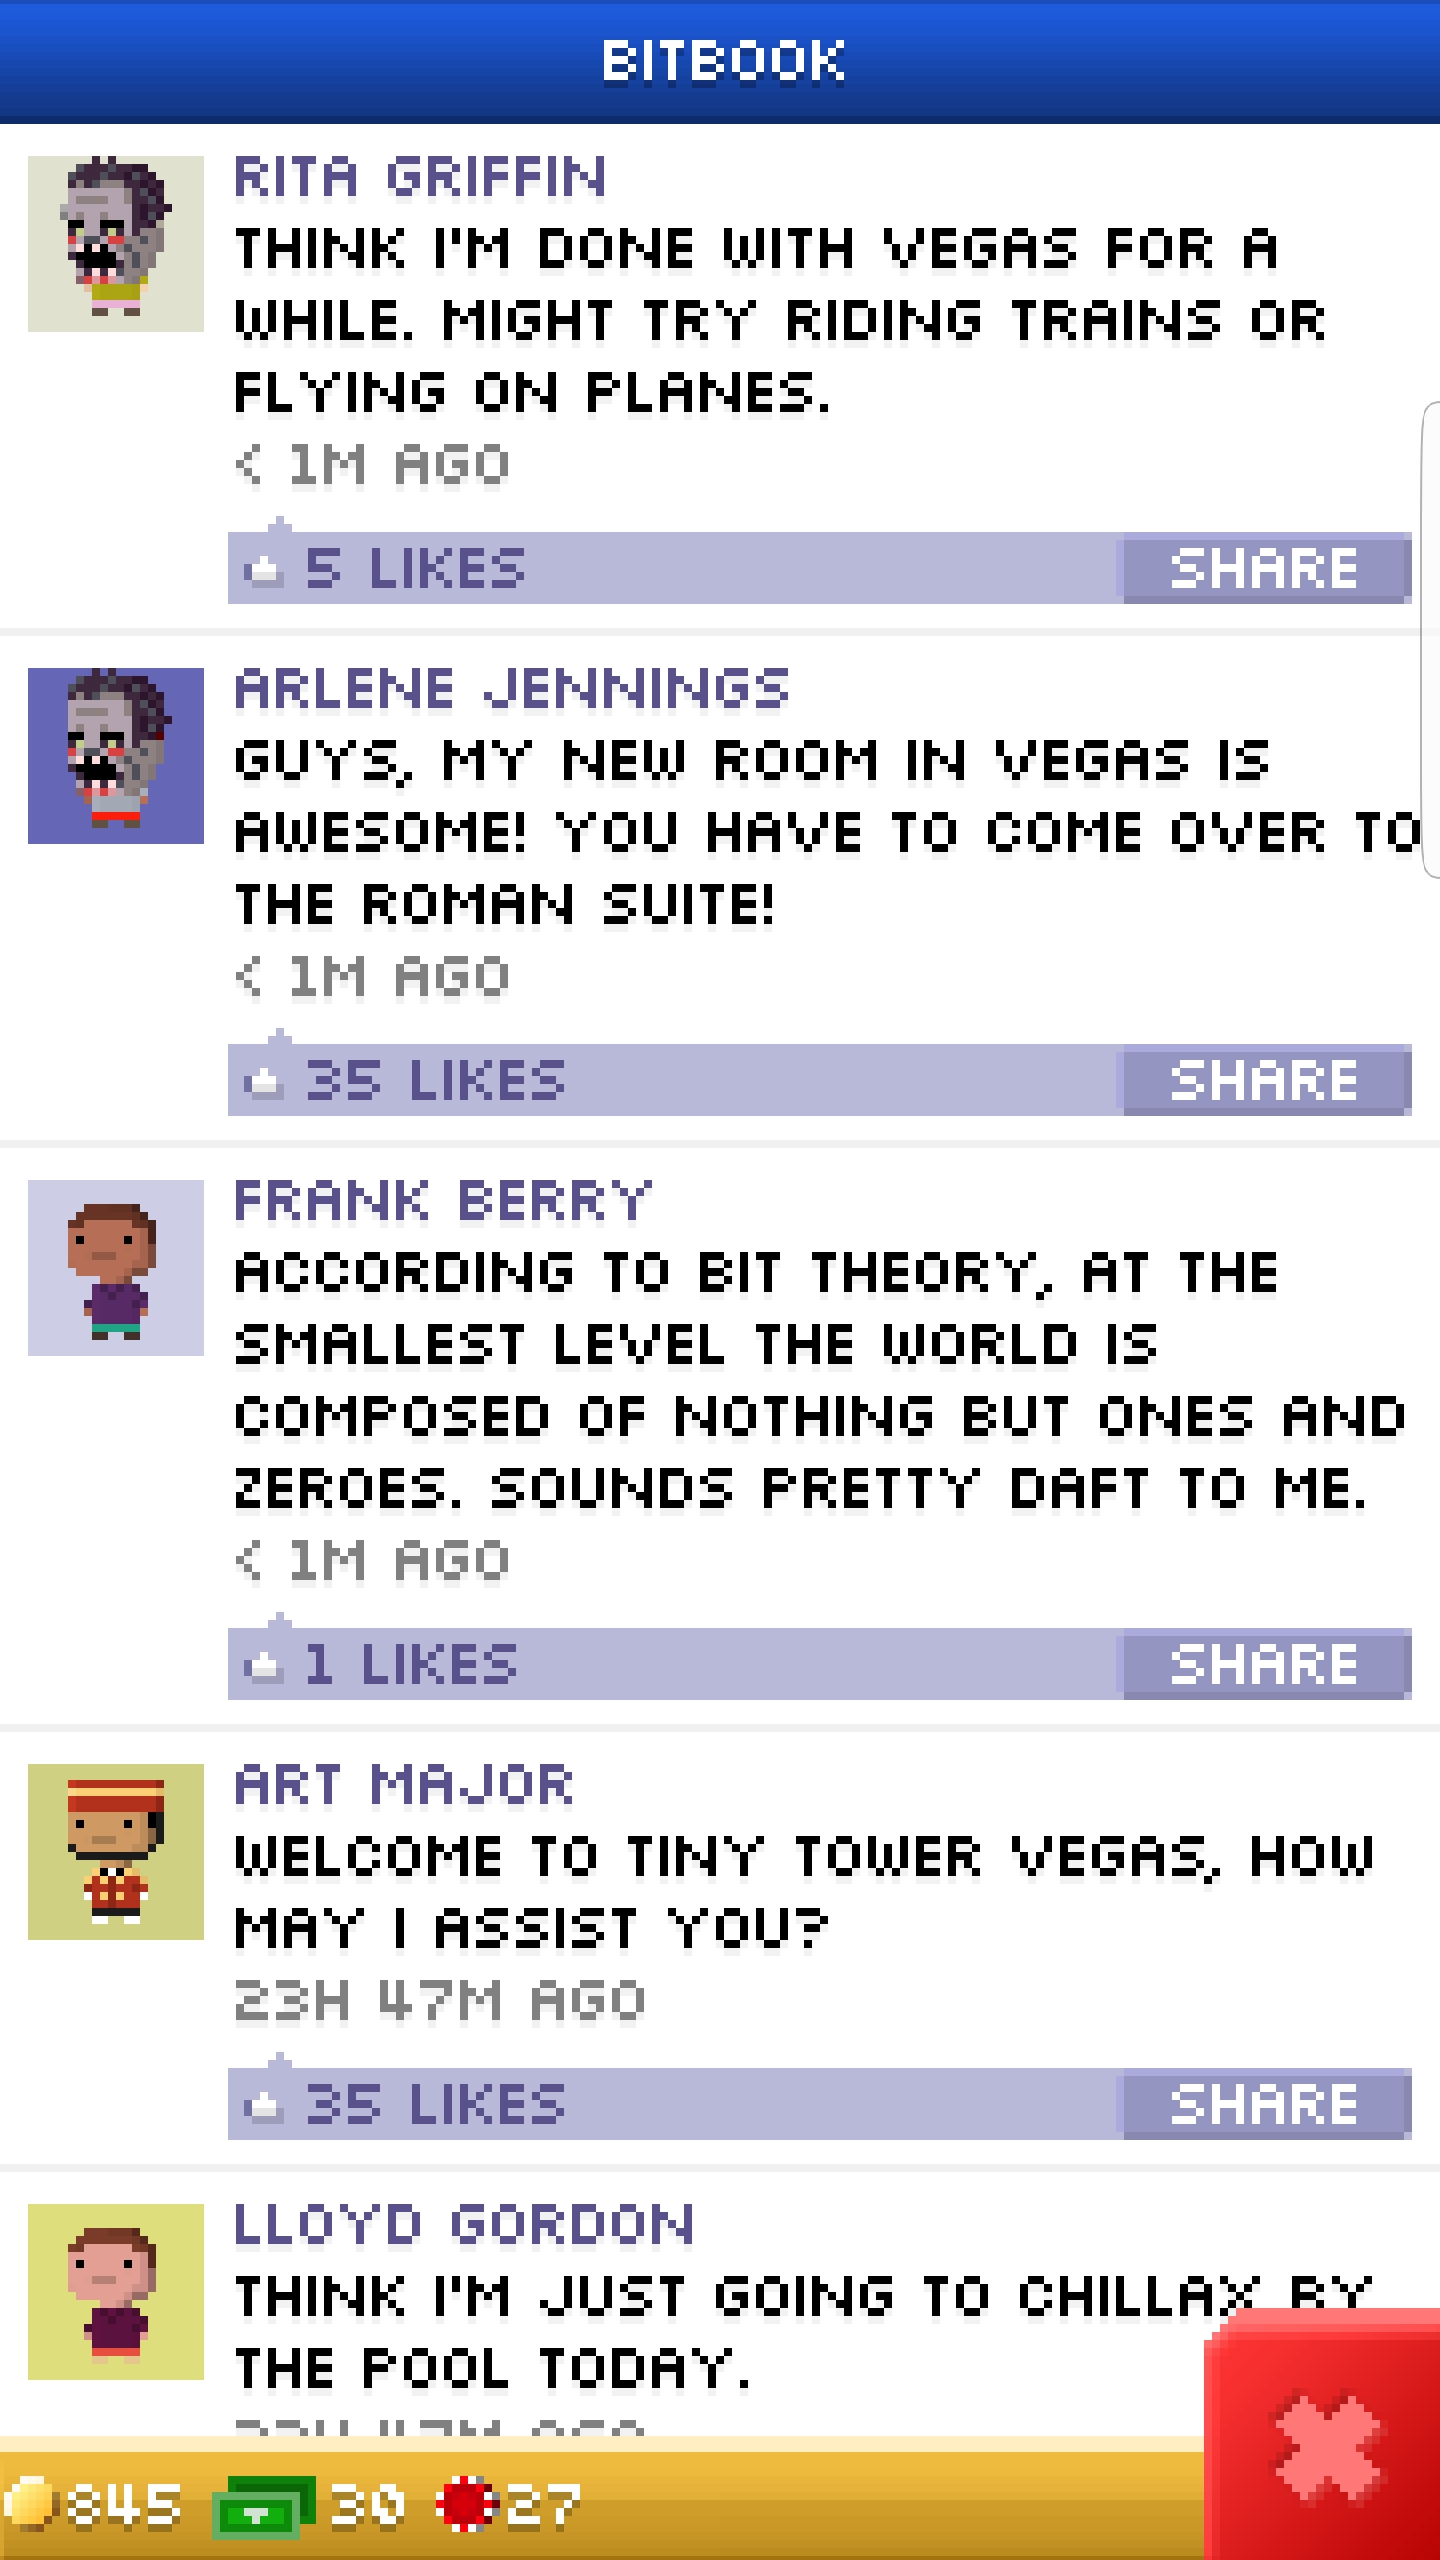 BITBOOK
RITA GRIFFIN
THINK I'M DONE WITH VEGAS FOR A
WHILE. MIGHT TRY RIDING TRAINS OR
FLYING ON PLANES.
< 1M AGO
5 LIKES SHARE
ARLENE JENNINGS
GUYS, MY NEW ROOM IN VEGAS IS
AWESOME! YOU HAVE TO COME OVER TO
THE ROMAN SUITE!
< 1M AGO
35 LIKES SHARE
FRANK BERRY
ACCORDING TO BIT THEORY, AT THE
SMALLEST LEVEL THE WORLD IS
COMPOSED OF NOTHING BUT ONES AND
ZEROES. SOUNDS PRETTY DAFT TO ME.
< 1M AGO
1 LIKES SHARE
ART MAJOR
WELCOME TO TINY TOWER VEGAS, HOW
MAY I ASSIST YOU?
23H 47M AGO
35 LIKES SHARE
LLOYD GORDON
THINK I'M JUST GOING TO CHILLAX BY
THE POOL TODAY.
845 30 27